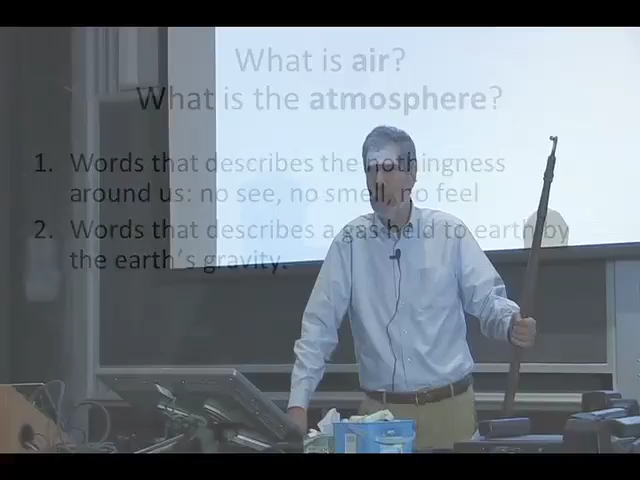 What is air?
What is the atmosphere?
1. Words that describes the nothingness
around us: no see, no smell, no feel
2. Words that describes a gas held to earth by
the earth's gravity.